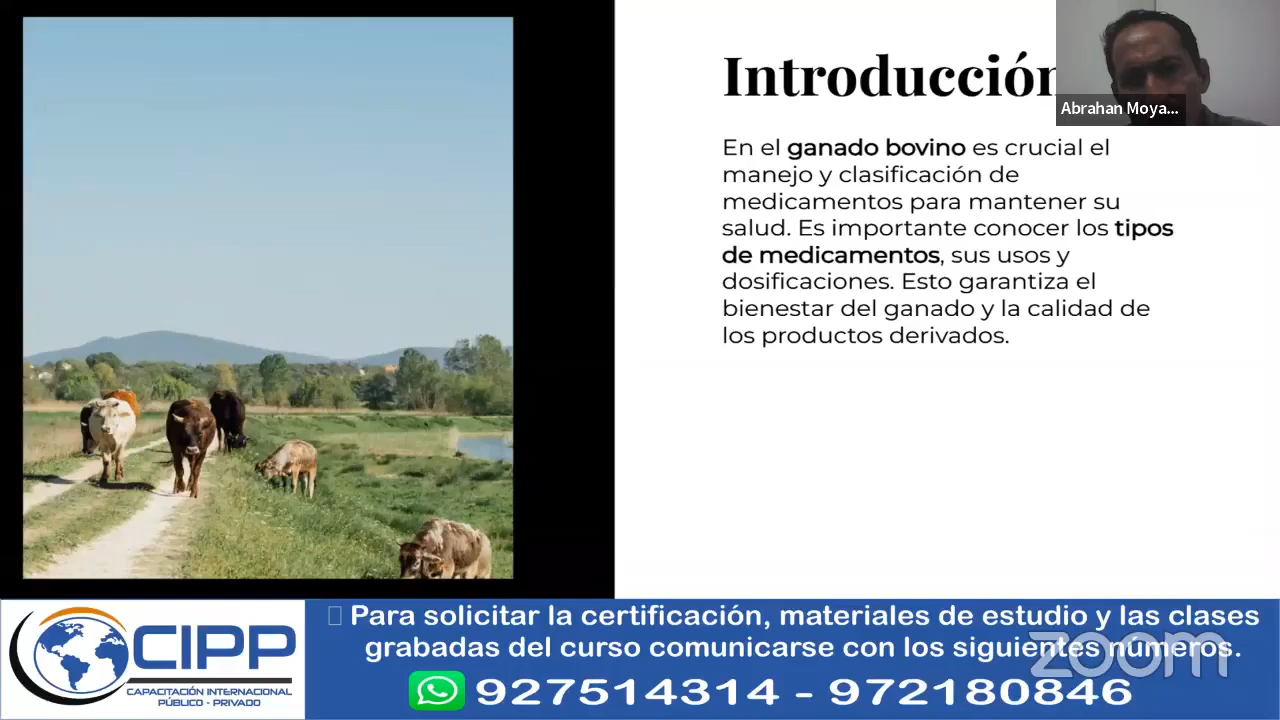 Introducción
Abrahan Moya...
En el ganado bovino es crucial el
manejo y clasificación de
medicamentos para mantener su
salud. Es importante conocer los tipos
de medicamentos, sus usos y
dosificaciones. Esto garantiza el
bienestar del ganado y la calidad de
los productos derivados.
CIPP
CAPACITACIÓN INTERNACIONAL
PÚBLICO - PRIVADO
Para solicitar la certificación, materiales de estudio y las clases
grabadas del curso comunicarse con los siguientes números.
927514314 - 972180846
zoom